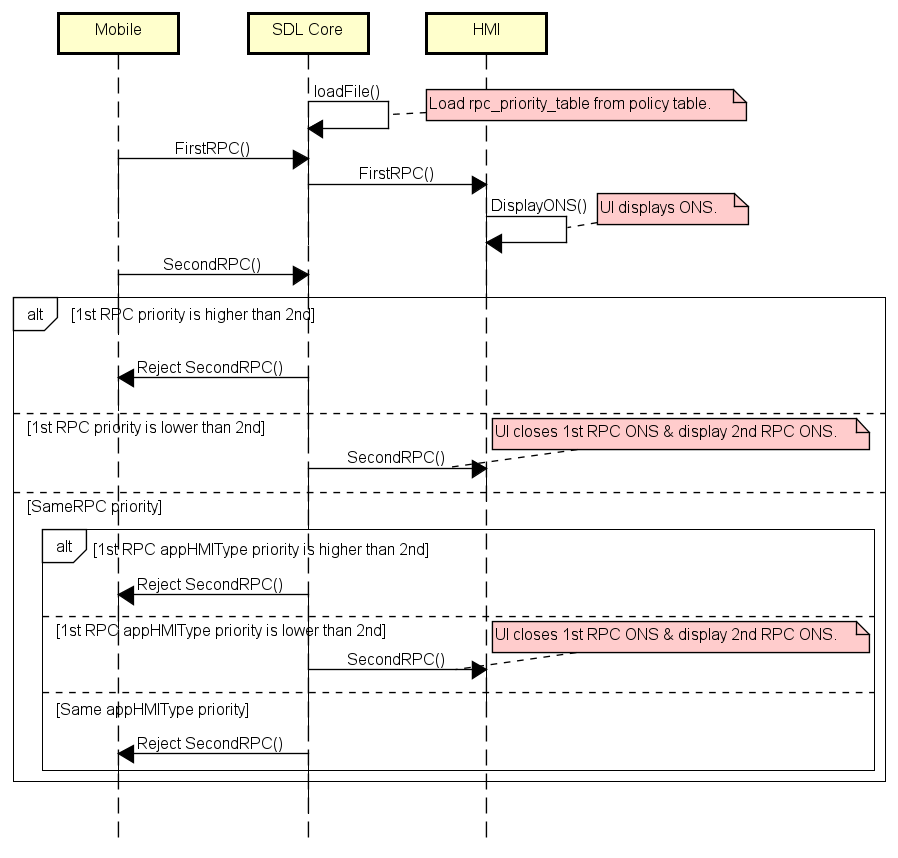 Mobile
SDL Core
HMI
loadFile()
Load rpc_priority_table from policy table.
FirstRPC()
FirstRPC()
DisplayONS()
UI displays ONS.
SecondRPC()
alt
[1st RPC priority is higher than 2nd]
Reject SecondRPC()
[1st RPC priority is lower than 2nd]
UI closes 1st RPC ONS & display 2nd RPC ONS.
SecondRPC()
[SameRPC priority]
alt
[1st RPC appHMIType priority is higher than 2nd]
Reject SecondRPC()
[1st RPC appHMIType priority is lower than 2nd]
UI closes 1st RPC ONS & display 2nd RPC ONS.
SecondRPC()
[Same appHMIType priority]
Reject SecondRPC()